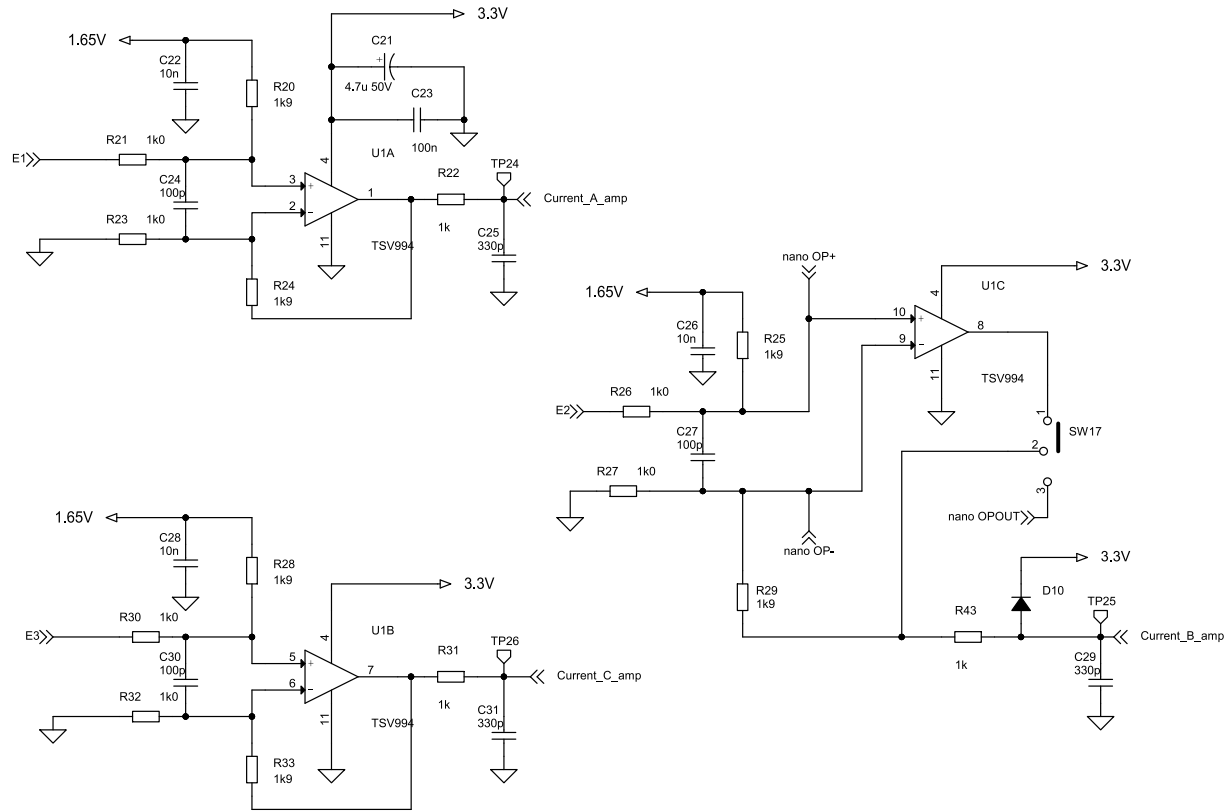 3.3V
1.65V
C21
+
4.7u 50V
C22
10n
R20
1k9
C23
100n
R21 1k0
E1
4
U1A
TP24
C24
100p
R22
3
+
1
Current_A_amp
2
−
R23 1k0
1k
C25
330p
11
TSV994
R24
1k9
nano OP+
3.3V
1.65V
4
U1C
C26
10n
10
+
8
R25
1k9
9
−
11
TSV994
R26 1k0
E2
1
C27
100p
SW17
2
R27 1k0
3
nano OPOUT
nano OP-
1.65V
C28
10n
3.3V
R28
1k9
3.3V
D10
R29
1k9
TP25
R43
R30 1k0
E3
4
U1B
TP26
Current_B_amp
C30
100p
R31
5
+
7
1k
C29
330p
Current_C_amp
6
−
R32 1k0
1k
C31
330p
11
TSV994
R33
1k9